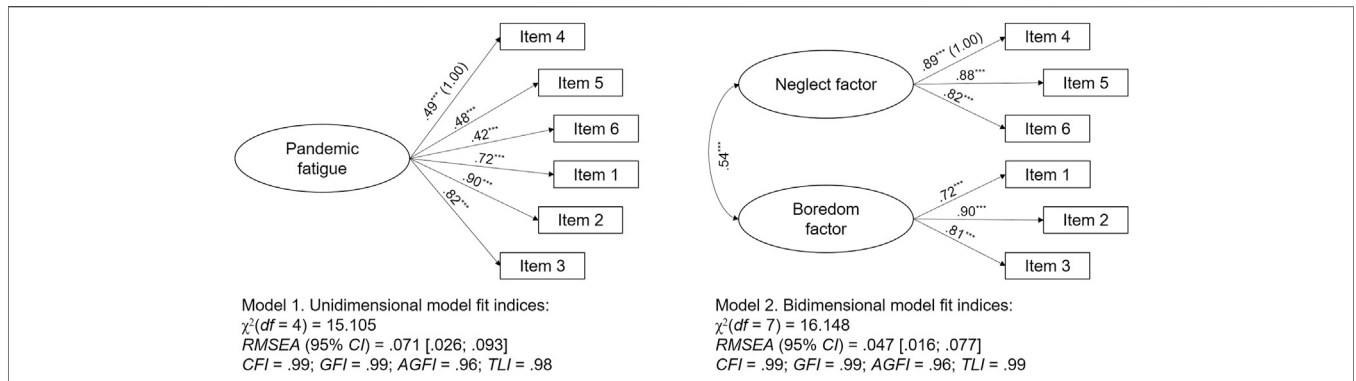 Pandemic
fatigue
.49*** (1.00)
.48***
.42***
.72***
.90***
.82***
Item 4
Item 5
Item 6
Item 1
Item 2
Item 3
Model 1. Unidimensional model fit indices:
χ²(df = 4) = 15.105
RMSEA (95% CI) = .071 [.026; .093]
CFI = .99; GFI = .99; AGFI = .96; TLI = .98
Neglect factor
.89*** (1.00)
.88***
.82***
Item 4
Item 5
Item 6
.54***
Boredom
factor
.72***
.90***
.81***
Item 1
Item 2
Item 3
Model 2. Bidimensional model fit indices:
χ²(df = 7) = 16.148
RMSEA (95% CI) = .047 [.016; .077]
CFI = .99; GFI = .99; AGFI = .96; TLI = .99